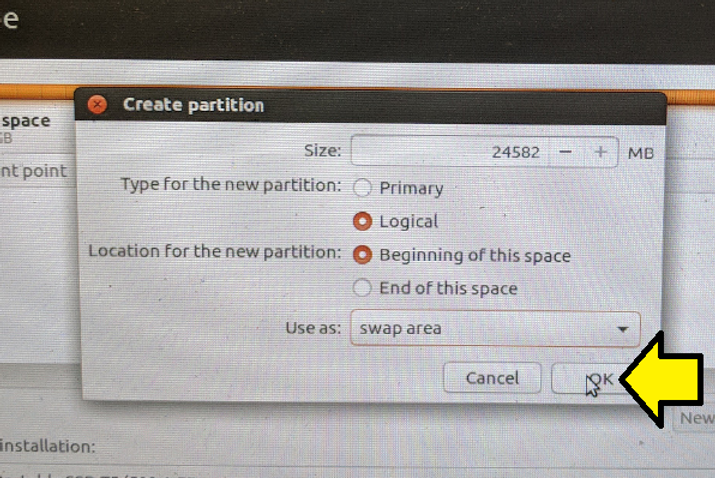 Create partition
space
Size: 24582 − + MB
nt point
Type for the new partition: Primary
Logical
Location for the new partition: Beginning of this space
End of this space
Use as: swap area
Cancel OK
New
installation: